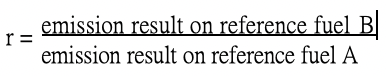 r = emission result on reference fuel B
emission result on reference fuel A